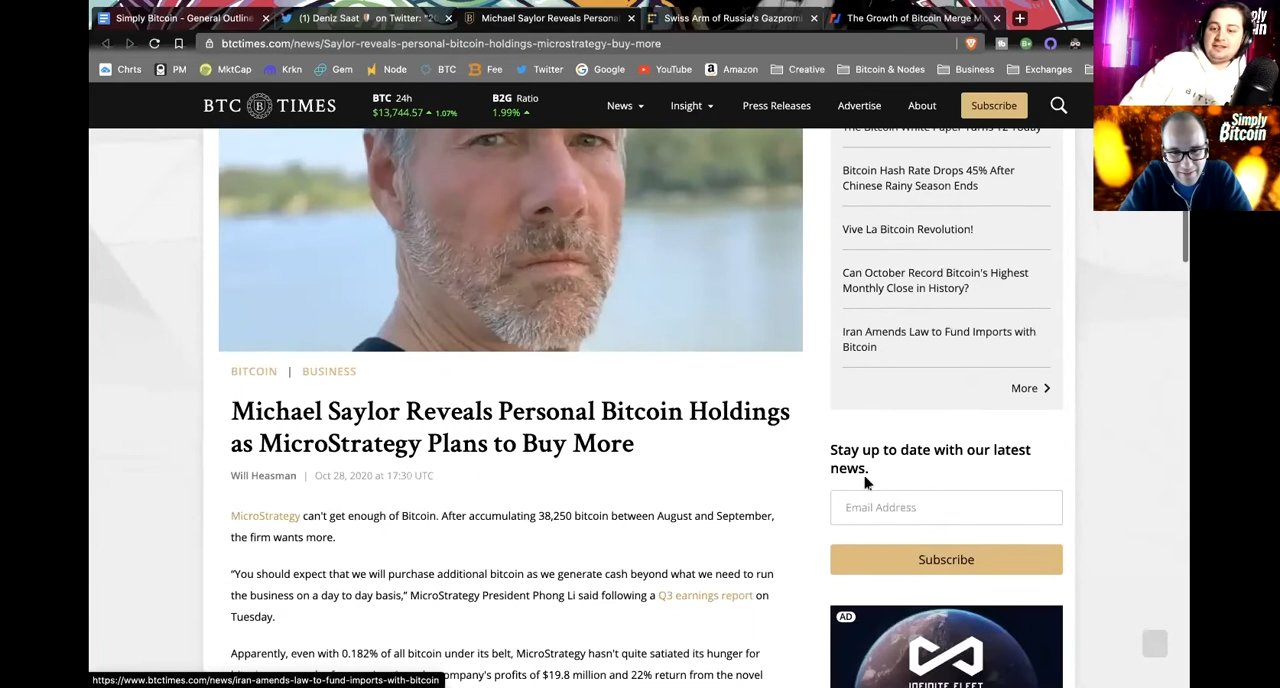 Simply Bitcoin - General Outline
(1) Deniz Saat on Twitter: "2
Michael Saylor Reveals Persona
Swiss Arm of Russia's Gazprom
The Growth of Bitcoin Merge M
btctimes.com/news/Saylor-reveals-personal-bitcoin-holdings-microstrategy-buy-more
Chrts PM MktCap Krkn Gem Node BTC Fee Twitter Google YouTube Amazon Creative Bitcoin & Nodes Business Exchanges
BTC B TIMES
BTC 24h
$13,744.57 1.07%
B2G Ratio
1.99%
News Insight Press Releases Advertise About Subscribe
Simply
Bitcoin
The Bitcoin White Paper Turns 12 Today
Bitcoin Hash Rate Drops 45% After
Chinese Rainy Season Ends
Vive La Bitcoin Revolution!
Can October Record Bitcoin's Highest
Monthly Close in History?
Iran Amends Law to Fund Imports with
Bitcoin
More
BITCOIN | BUSINESS
Michael Saylor Reveals Personal Bitcoin Holdings
as MicroStrategy Plans to Buy More
Will Heasman | Oct 28, 2020 at 17:30 UTC
MicroStrategy can't get enough of Bitcoin. After accumulating 38,250 bitcoin between August and September,
the firm wants more.
“You should expect that we will purchase additional bitcoin as we generate cash beyond what we need to run
the business on a day to day basis,” MicroStrategy President Phong Li said following a Q3 earnings report on
Tuesday.
Apparently, even with 0.182% of all bitcoin under its belt, MicroStrategy hasn't quite satiated its hunger for
company's profits of $19.8 million and 22% return from the novel
Stay up to date with our latest
news.
Email Address
Subscribe
AD
INFINITE FLEET
https://www.btctimes.com/news/iran-amends-law-to-fund-imports-with-bitcoin